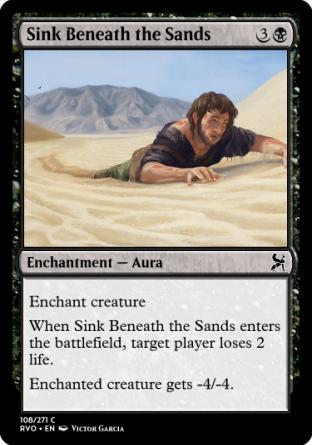 Sink Beneath the Sands 3
Enchantment — Aura
Enchant creature
When Sink Beneath the Sands enters
the battlefield, target player loses 2
life.
Enchanted creature gets -4/-4.
108/271 C
RVO • EN Victor Garcia